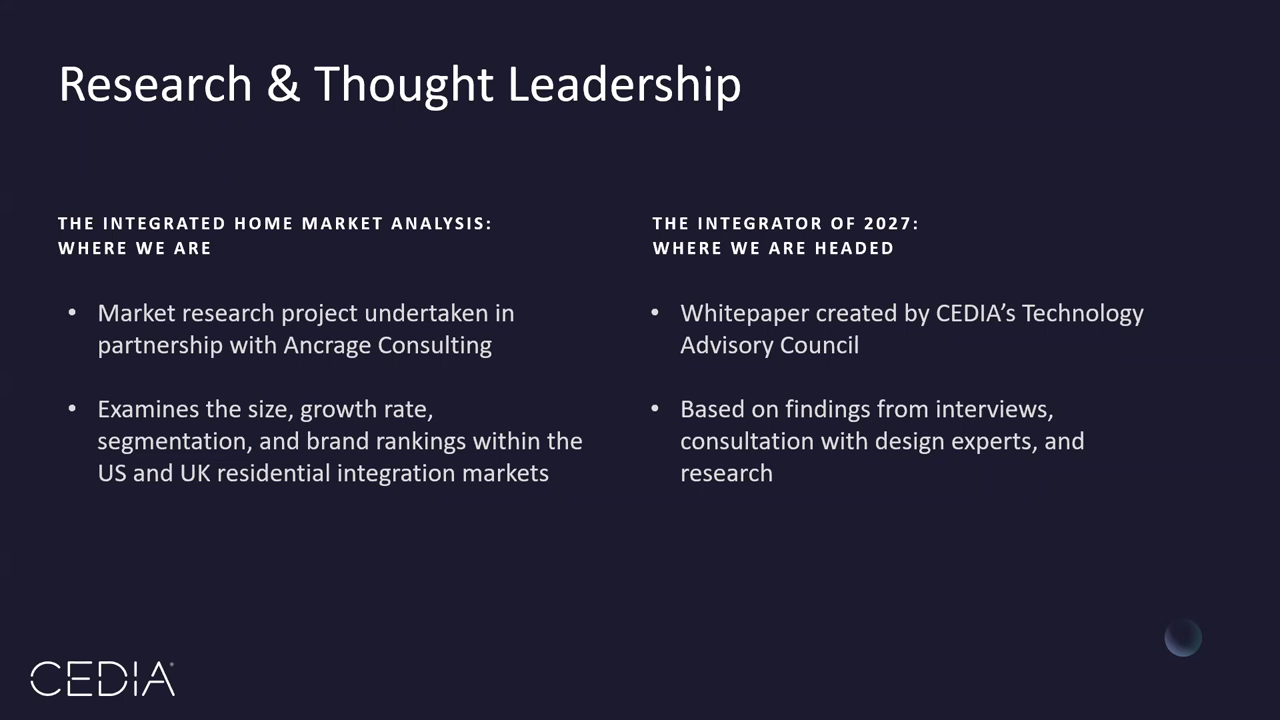 Research & Thought Leadership
THE INTEGRATED HOME MARKET ANALYSIS:
WHERE WE ARE
• Market research project undertaken in
partnership with Ancrage Consulting
• Examines the size, growth rate,
segmentation, and brand rankings within the
US and UK residential integration markets
THE INTEGRATOR OF 2027:
WHERE WE ARE HEADED
• Whitepaper created by CEDIA’s Technology
Advisory Council
• Based on findings from interviews,
consultation with design experts, and
research
CEDIA